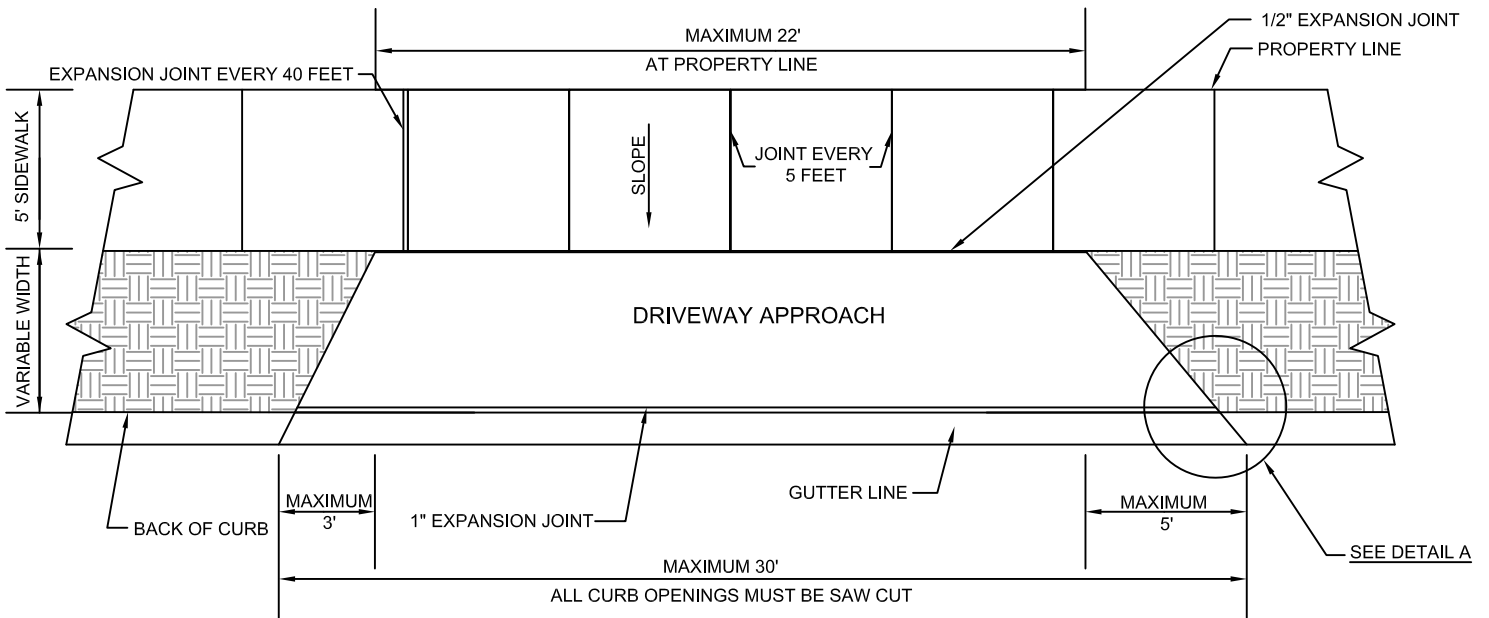 1/2" EXPANSION JOINT
MAXIMUM 22'
PROPERTY LINE
AT PROPERTY LINE
EXPANSION JOINT EVERY 40 FEET
5' SIDEWALK
SLOPE
JOINT EVERY
5 FEET
VARIABLE WIDTH
DRIVEWAY APPROACH
GUTTER LINE
MAXIMUM
3'
MAXIMUM
5'
1" EXPANSION JOINT
BACK OF CURB
SEE DETAIL A
MAXIMUM 30'
ALL CURB OPENINGS MUST BE SAW CUT